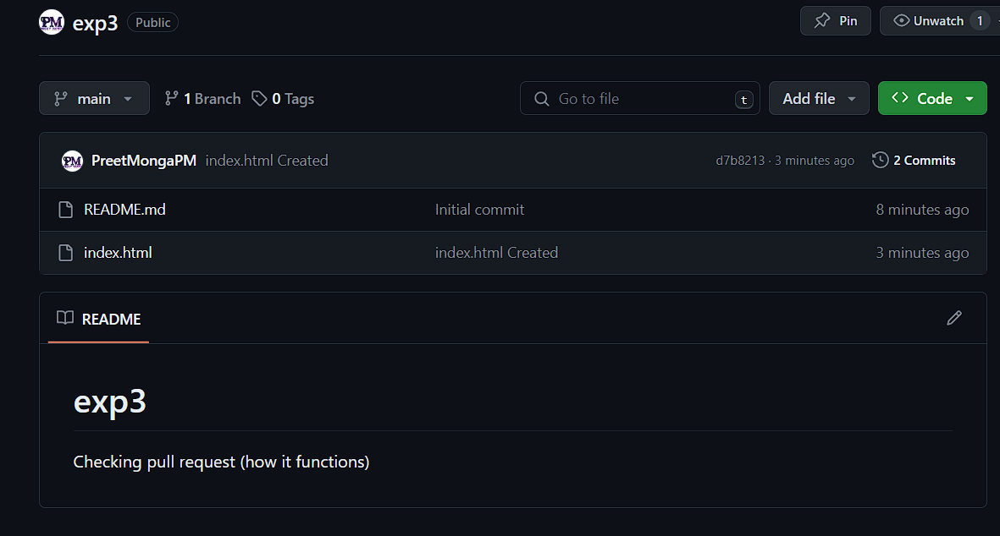 PM exp3 Public Pin Unwatch 1
main 1 Branch 0 Tags Go to file t Add file Code
PM PreetMongaPM index.html Created d7b8213 · 3 minutes ago 2 Commits
README.md Initial commit 8 minutes ago
index.html index.html Created 3 minutes ago
README
exp3
Checking pull request (how it functions)